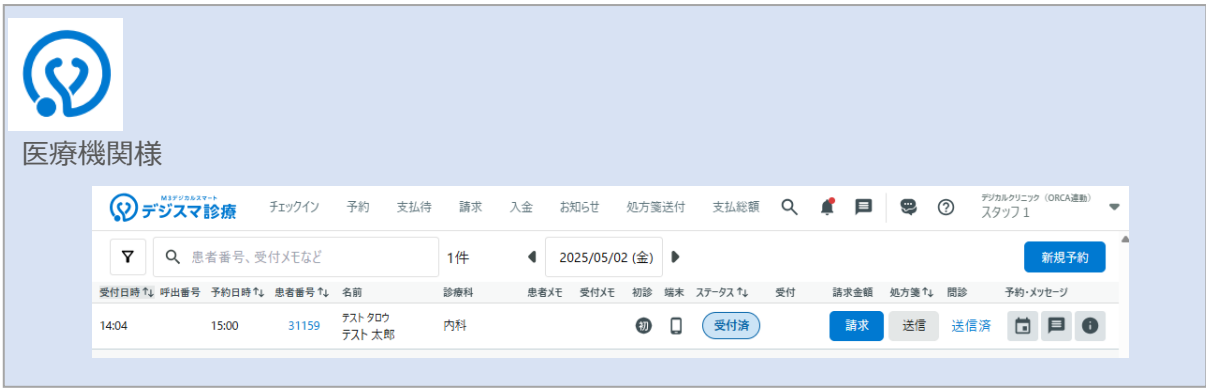 医療機関様
M3デジカルスマート
デジスマ診療 チェックイン 予約 支払待 請求 入金 お知らせ 処方箋送付 支払総額 デジカルクリニック（ORCA連動）
スタッフ 1
患者番号、受付メモなど 1件 2025/05/02 (金) 新規予約
受付日時↑↓ 呼出番号 予約日時↑↓ 患者番号↑↓ 名前 診療科 患者メモ 受付メモ 初診 端末 ステータス↑↓ 受付 請求金額 処方箋↑↓ 問診 予約・メッセージ
14:04 15:00 31159 テスト タロウ
テスト 太郎 内科 初 受付済 請求 送信 送信済